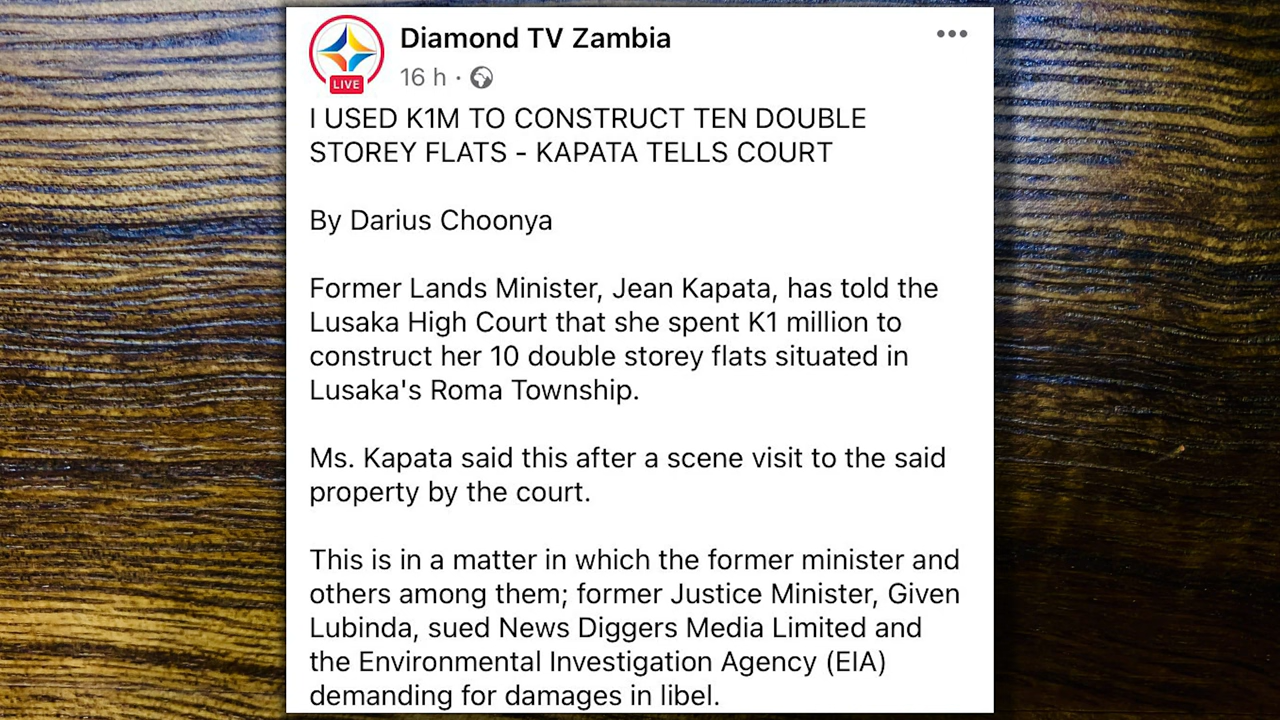 Diamond TV Zambia
LIVE
16 h ·
I USED K1M TO CONSTRUCT TEN DOUBLE
STOREY FLATS - KAPATA TELLS COURT
By Darius Choonya
Former Lands Minister, Jean Kapata, has told the
Lusaka High Court that she spent K1 million to
construct her 10 double storey flats situated in
Lusaka's Roma Township.
Ms. Kapata said this after a scene visit to the said
property by the court.
This is in a matter in which the former minister and
others among them; former Justice Minister, Given
Lubinda, sued News Diggers Media Limited and
the Environmental Investigation Agency (EIA)
demanding for damages in libel.